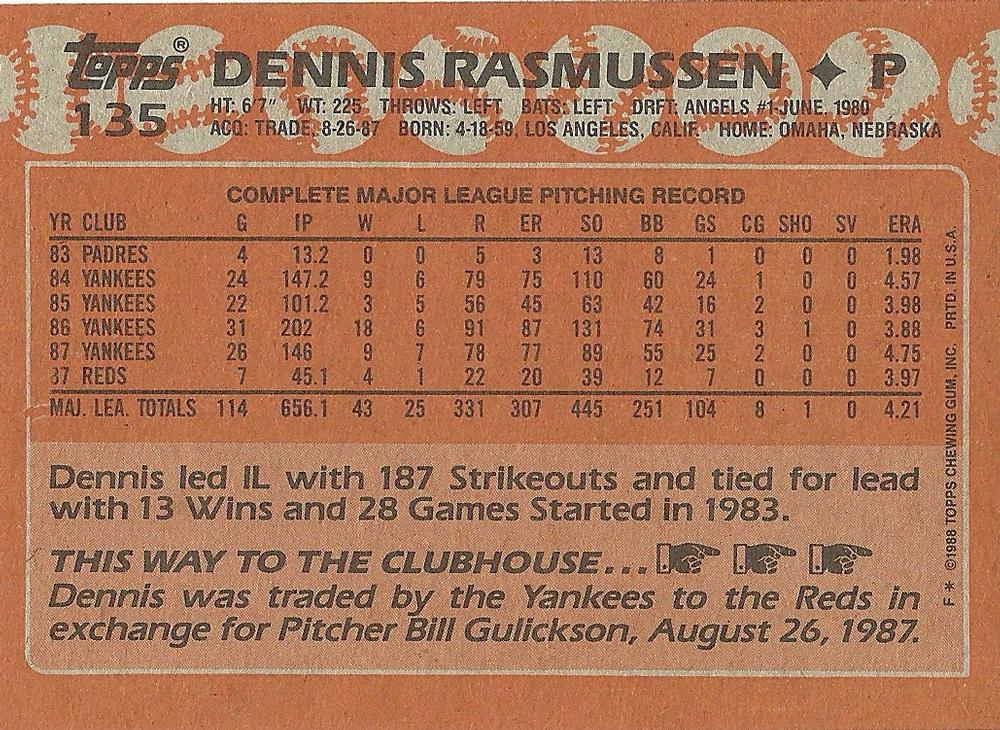 Topps® DENNIS RASMUSSEN ✦ P
135
HT: 6'7" WT: 225 THROWS: LEFT BATS: LEFT DRFT: ANGELS #1-JUNE, 1980
ACQ: TRADE, 8-26-87 BORN: 4-18-59, LOS ANGELES, CALIF. HOME: OMAHA, NEBRASKA
COMPLETE MAJOR LEAGUE PITCHING RECORD
YR CLUB G IP W L R ER SO BB GS CG SHO SV ERA
83 PADRES 4 13.2 0 0 5 3 13 8 1 0 0 0 1.98
84 YANKEES 24 147.2 9 6 79 75 110 60 24 1 0 0 4.57
85 YANKEES 22 101.2 3 5 56 45 63 42 16 2 0 0 3.98
86 YANKEES 31 202 18 6 91 87 131 74 31 3 1 0 3.88
87 YANKEES 26 146 9 7 78 77 89 55 25 2 0 0 4.75
87 REDS 7 45.1 4 1 22 20 39 12 7 0 0 0 3.97
MAJ. LEA. TOTALS 114 656.1 43 25 331 307 445 251 104 8 1 0 4.21
Dennis led IL with 187 Strikeouts and tied for lead
with 13 Wins and 28 Games Started in 1983.
THIS WAY TO THE CLUBHOUSE...
Dennis was traded by the Yankees to the Reds in
exchange for Pitcher Bill Gulickson, August 26, 1987.
F * ©1988 TOPPS CHEWING GUM, INC. PRTD. IN U.S.A.